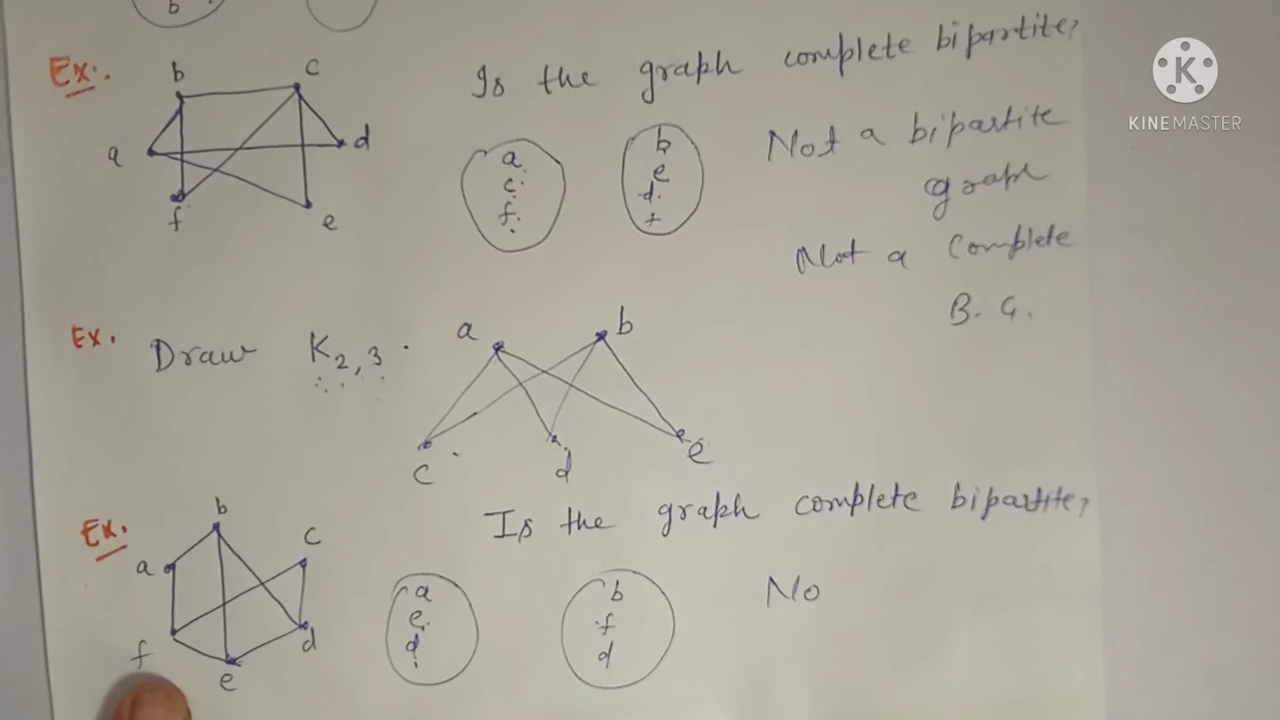 b
Ex.
b
c
a
d
f
e
Is the graph complete bipartite?
a
c
f
b
e
d
f
Not a bipartite
graph
Not a Complete
B. G.
KINEMASTER
Ex. Draw K2,3.
a
b
c
d
e
Ex.
b
a
c
f
d
e
Is the graph complete bipartite?
a
e
d
b
f
d
No